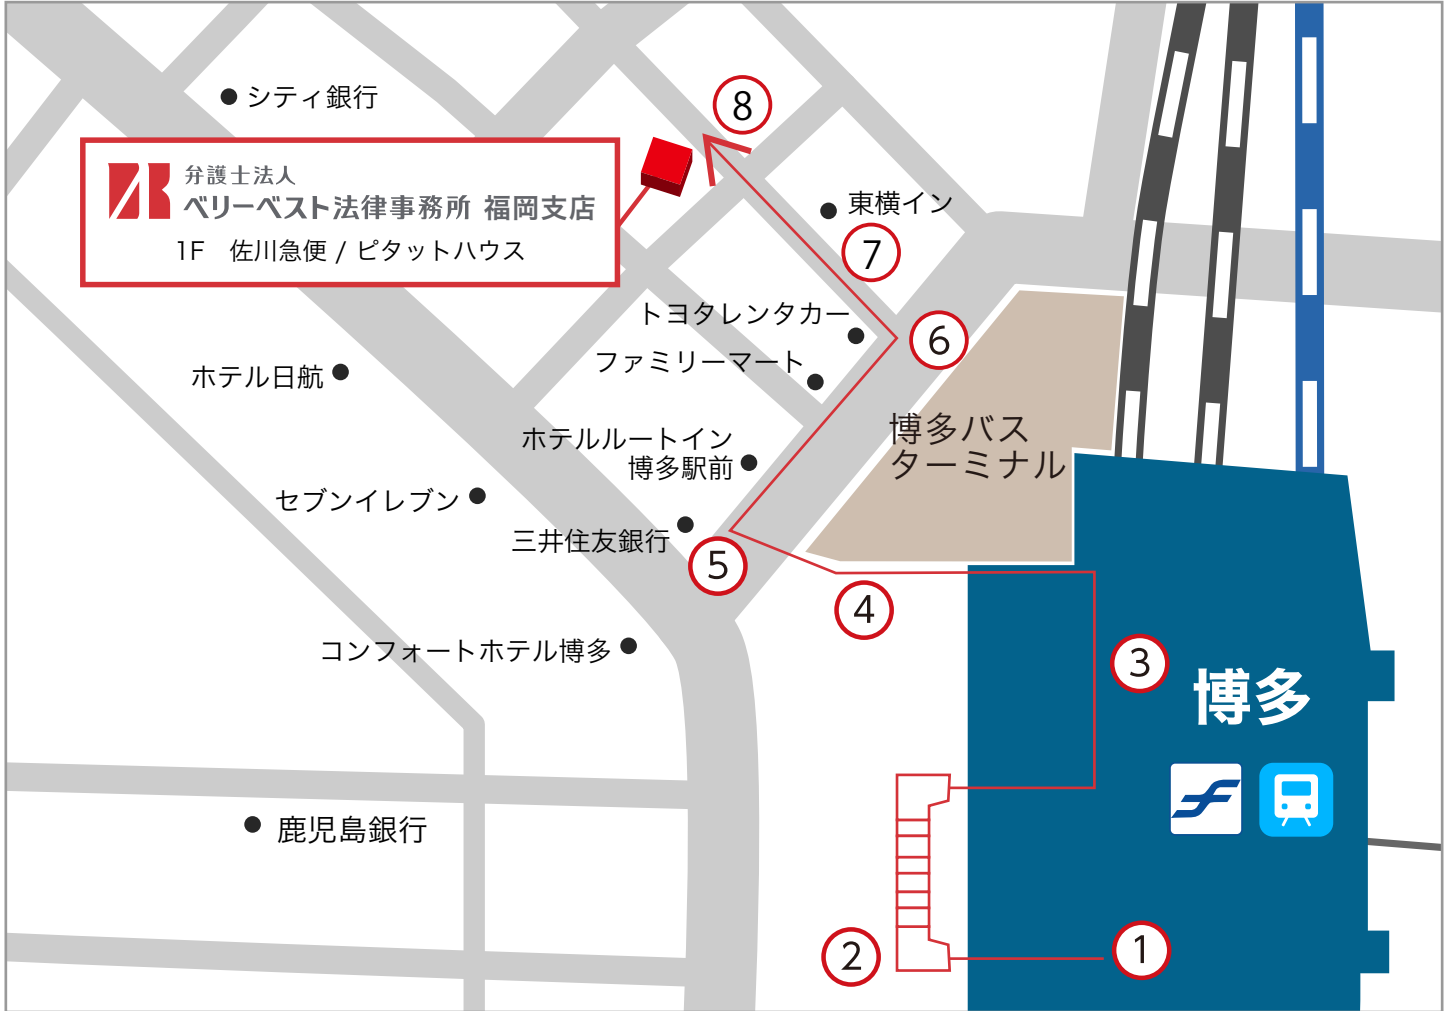 シティ銀行
弁護士法人
ベリーベスト法律事務所 福岡支店
1F　佐川急便 / ピタットハウス
8
東横イン
7
トヨタレンタカー
6
ファミリーマート
ホテル日航
博多バス
ターミナル
ホテルルートイン
博多駅前
セブンイレブン
三井住友銀行
5
4
コンフォートホテル博多
3
博多
鹿児島銀行
2
1